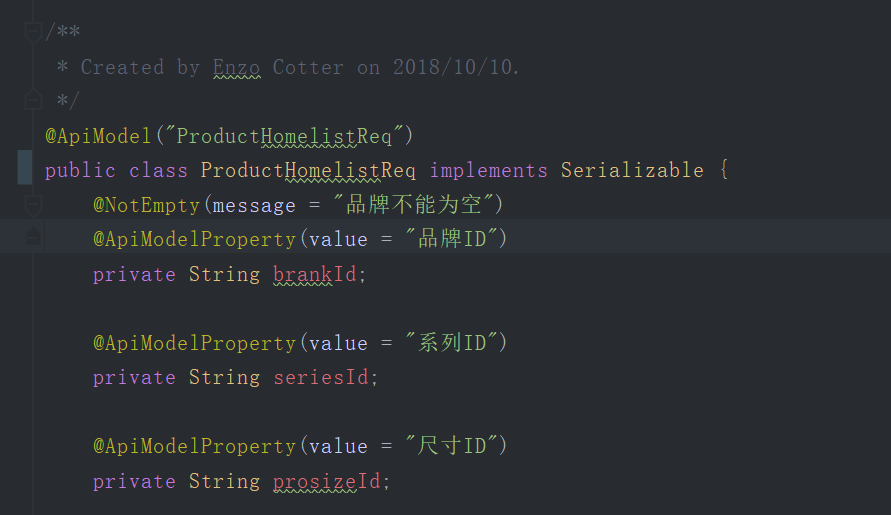 /**
 * Created by Enzo Cotter on 2018/10/10.
 */
@ApiModel("ProductHomelistReq")
public class ProductHomelistReq implements Serializable {
    @NotEmpty(message = "品牌不能为空")
    @ApiModelProperty(value = "品牌ID")
    private String brankId;

    @ApiModelProperty(value = "系列ID")
    private String seriesId;

    @ApiModelProperty(value = "尺寸ID")
    private String prosizeId;